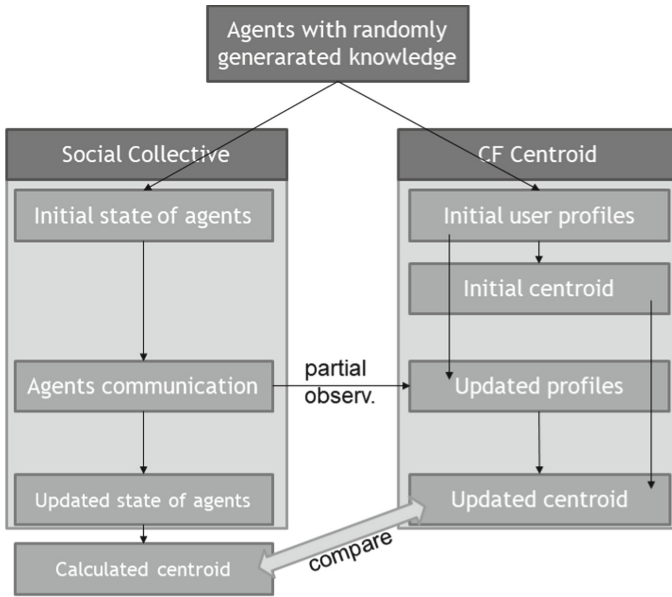 Agents with randomly
generarated knowledge
Social Collective
CF Centroid
Initial state of agents
Initial user profiles
Initial centroid
partial
observ.
Agents communication
Updated profiles
Updated state of agents
Updated centroid
Calculated centroid
compare